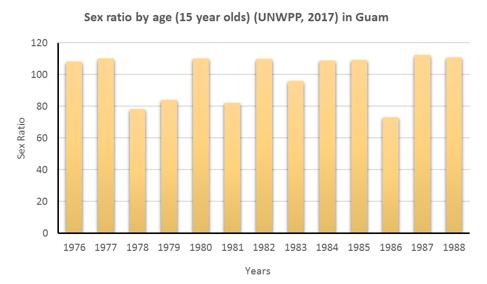 Sex ratio by age (15 year olds) (UNWPP, 2017) in Guam
120
100
80
60
40
20
0
Sex Ratio
1976 1977 1978 1979 1980 1981 1982 1983 1984 1985 1986 1987 1988
Years